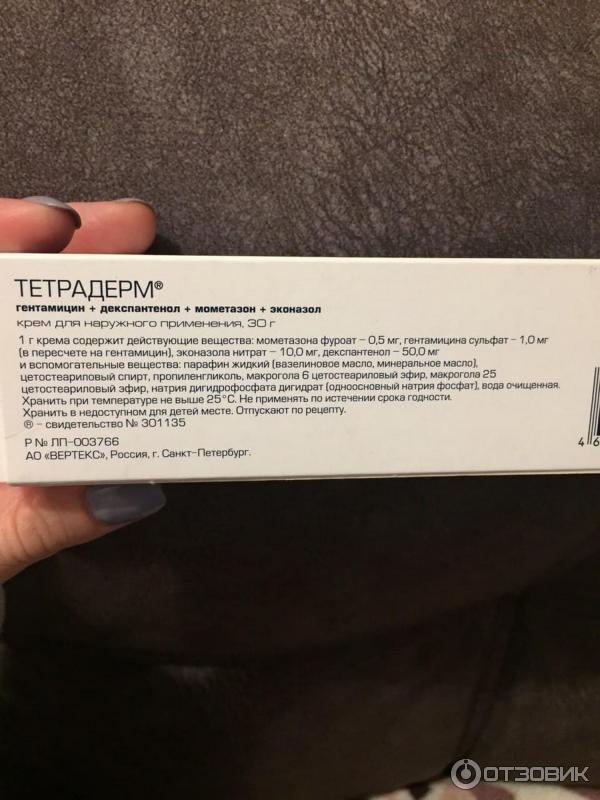 ТЕТРАДЕРМ®
гентамицин + декспантенол + мометазон + эконазол
крем для наружного применения, 30 г
1 г крема содержит действующие вещества: мометазона фуроат – 0,5 мг, гентамицина сульфат – 1,0 мг
(в пересчете на гентамицин), эконазола нитрат – 10,0 мг, декспантенол – 50,0 мг
и вспомогательные вещества: парафин жидкий (вазелиновое масло, минеральное масло),
цетостеариловый спирт, пропиленгликоль, макрогола 6 цетостеариловый эфир, макрогола 25
цетостеариловый эфир, натрия дигидрофосфата дигидрат (одноосновный натрия фосфат), вода очищенная.
Хранить при температуре не выше 25°С. Не применять по истечении срока годности.
Хранить в недоступном для детей месте. Отпускают по рецепту.
® – свидетельство № 301135
Р № ЛП-003766
АО «ВЕРТЕКС», Россия, г. Санкт-Петербург.
4 6
ОТЗОВИК